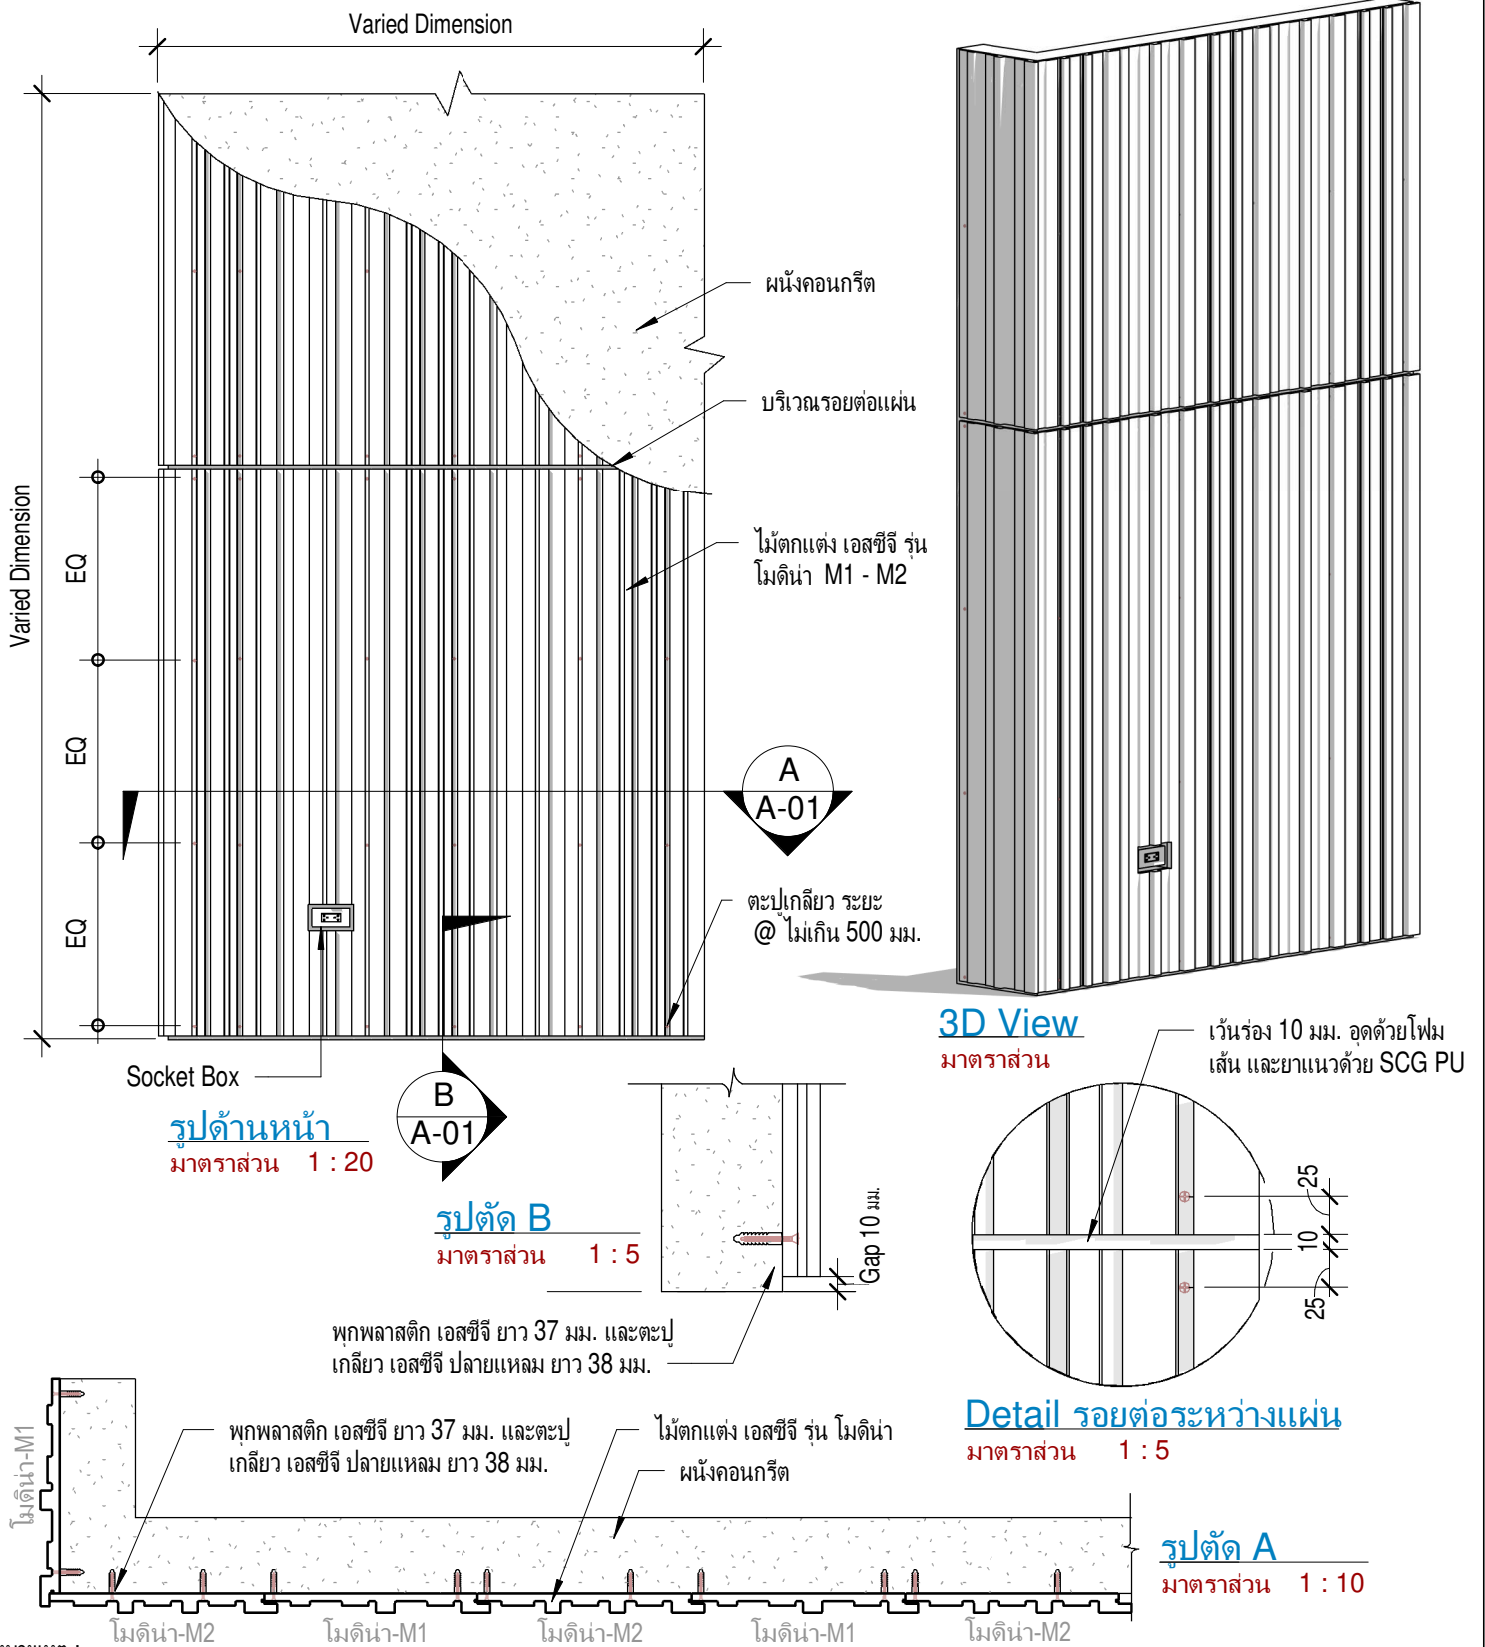 Varied Dimension
ผนังคอนกรีต
บริเวณรอยต่อแผ่น
Varied Dimension
EQ
EQ
EQ
ไม้ตกแต่ง เอสซีจี รุ่น
โมดิน่า M1 - M2
A
A-01
ตะปูเกลียว ระยะ
@ ไม่เกิน 500 มม.
Socket Box
B
A-01
รูปด้านหน้า
มาตราส่วน 1 : 20
3D View
มาตราส่วน
เว้นร่อง 10 มม. อุดด้วยโฟม
เส้น และยาแนวด้วย SCG PU
25
10
25
รูปตัด B
มาตราส่วน 1 : 5
Gap 10 มม.
พุกพลาสติก เอสซีจี ยาว 37 มม. และตะปู
เกลียว เอสซีจี ปลายแหลม ยาว 38 มม.
Detail รอยต่อระหว่างแผ่น
มาตราส่วน 1 : 5
พุกพลาสติก เอสซีจี ยาว 37 มม. และตะปู
เกลียว เอสซีจี ปลายแหลม ยาว 38 มม.
ไม้ตกแต่ง เอสซีจี รุ่น โมดิน่า
ผนังคอนกรีต
โมดิน่า-M1
รูปตัด A
มาตราส่วน 1 : 10
โมดิน่า-M2
โมดิน่า-M1
โมดิน่า-M2
โมดิน่า-M1
โมดิน่า-M2